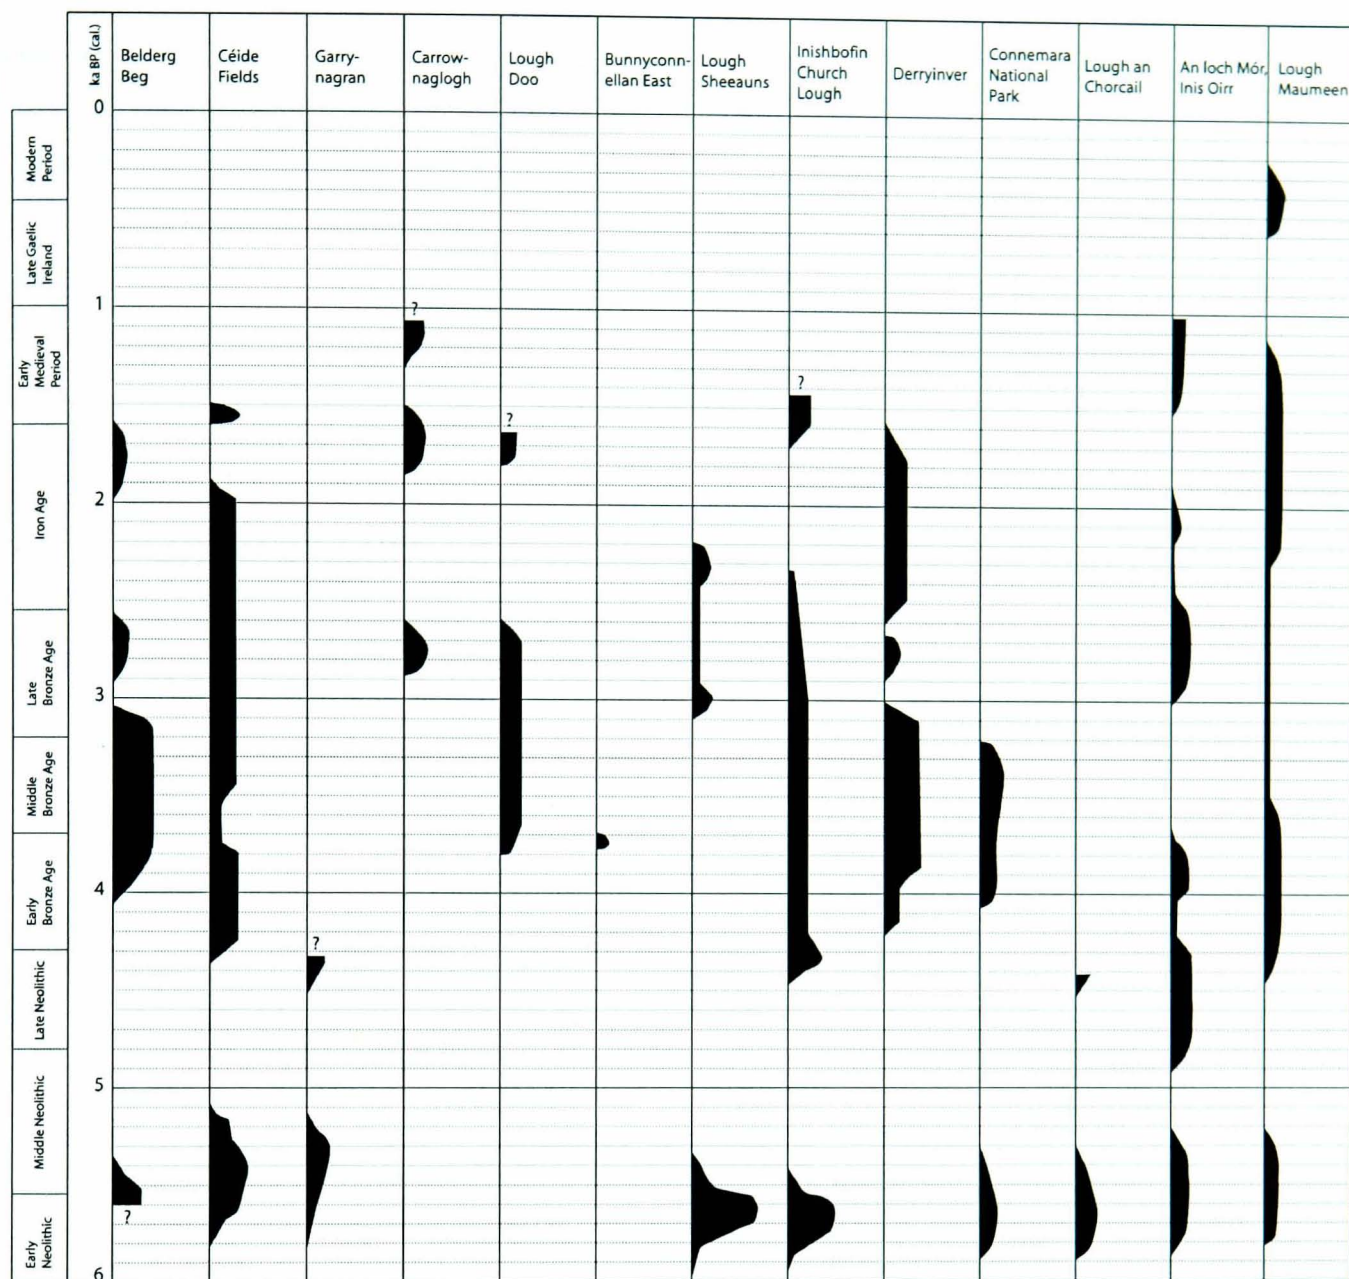 ka BP (cal.)
Belderg
Beg
Céide
Fields
Garry-
nagran
Carrow-
naglogh
Lough
Doo
Bunnyconn-
ellan East
Lough
Sheeauns
Inishbofin
Church
Lough
Derryinver
Connemara
National
Park
Lough an
Chorcail
An loch Mór,
Inis Oirr
Lough
Maumeen
0
Modern
Period
Late Gaelic
Ireland
1
?
Early
Medieval
Period
?
?
Iron Age
2
Late
Bronze Age
3
Middle
Bronze Age
4
Early
Bronze Age
?
Late Neolithic
5
Middle Neolithic
?
Early
Neolithic
6